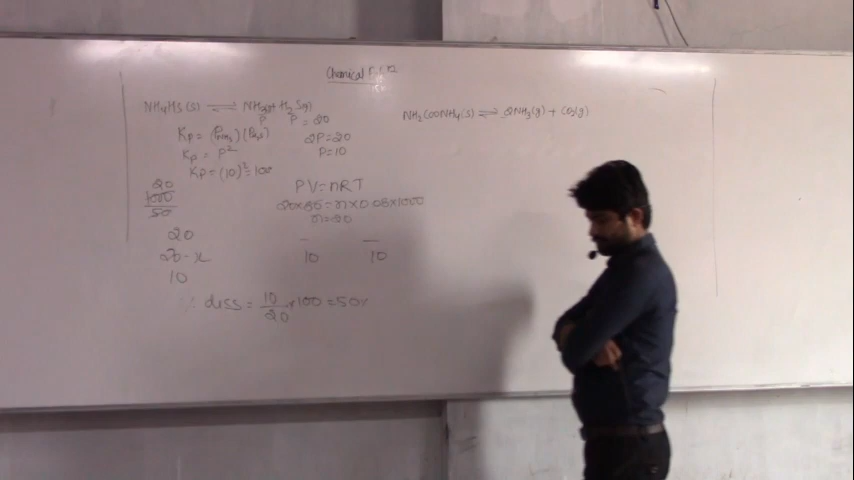 Chemical
NH4HS(s) ⇌ NH3(g) + H2S(g)
P P = 20
KP = (PNH3) (PH2S)
2P = 20
KP = P²
P = 10
KP = (10)² = 100
20
1000
50
PV = nRT
n = 20
20
20-x
10
10 10
% diss = 10/20 × 100 = 50%
NH2COONH4(s) ⇌ 2NH3(g) + CO2(g)